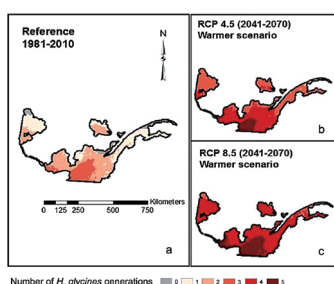 Reference
1981-2010
N
0 125 250 500 750
Kilometers
a
RCP 4.5 (2041-2070)
Warmer scenario
b
RCP 8.5 (2041-2070)
Warmer scenario
c
Number of H. glycines generations 0 1 2 3 4 5